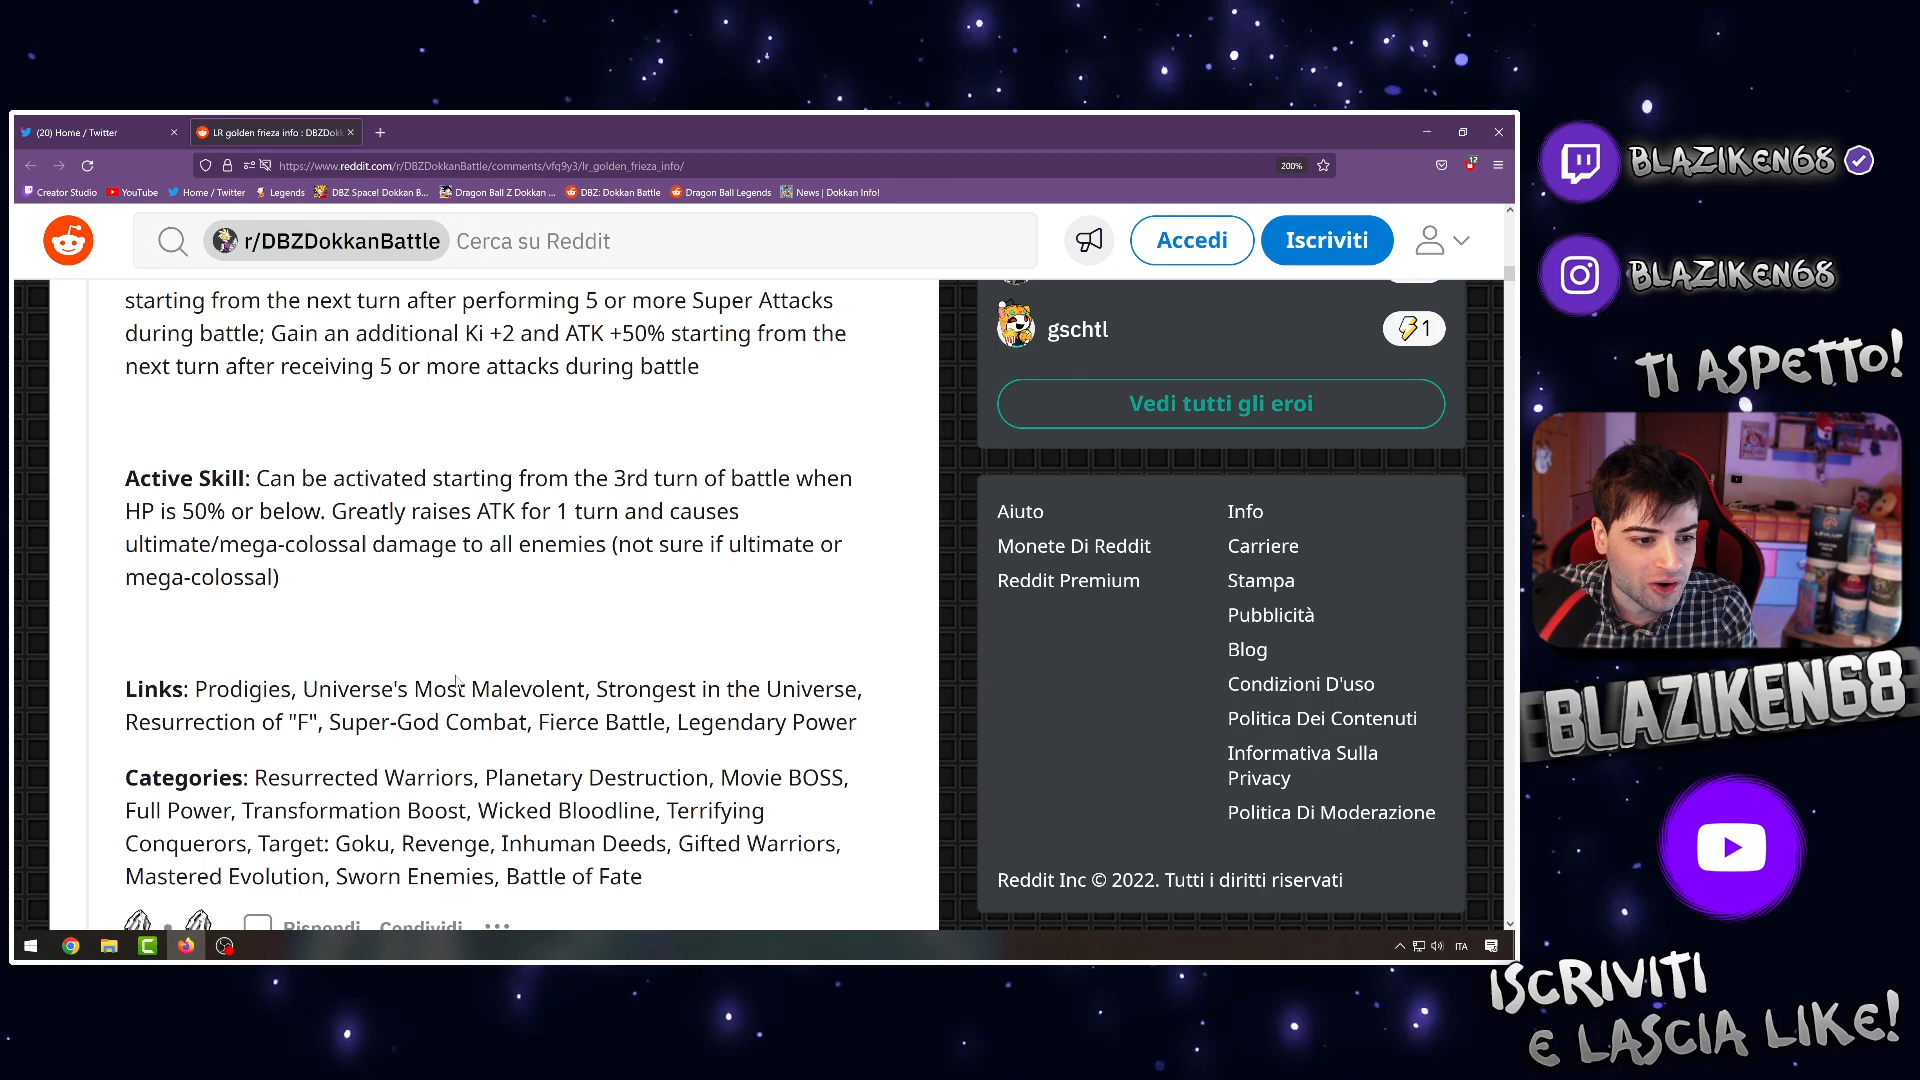 (20) Home / Twitter
LR golden frieza info : DBZDokk
https://www.reddit.com/r/DBZDokkanBattle/comments/vfq9y3/lr_golden_frieza_info/
200%
12
Creator Studio
YouTube
Home / Twitter
Legends
DBZ Space! Dokkan B...
Dragon Ball Z Dokkan ...
DBZ: Dokkan Battle
Dragon Ball Legends
News | Dokkan Info!
r/DBZDokkanBattle
Cerca su Reddit
Accedi
Iscriviti
starting from the next turn after performing 5 or more Super Attacks
during battle; Gain an additional Ki +2 and ATK +50% starting from the
next turn after receiving 5 or more attacks during battle
Active Skill: Can be activated starting from the 3rd turn of battle when
HP is 50% or below. Greatly raises ATK for 1 turn and causes
ultimate/mega-colossal damage to all enemies (not sure if ultimate or
mega-colossal)
Links: Prodigies, Universe's Most Malevolent, Strongest in the Universe,
Resurrection of "F", Super-God Combat, Fierce Battle, Legendary Power
Categories: Resurrected Warriors, Planetary Destruction, Movie BOSS,
Full Power, Transformation Boost, Wicked Bloodline, Terrifying
Conquerors, Target: Goku, Revenge, Inhuman Deeds, Gifted Warriors,
Mastered Evolution, Sworn Enemies, Battle of Fate
Rispondi
Condividi
gschtl
1
Vedi tutti gli eroi
Aiuto
Monete Di Reddit
Reddit Premium
Info
Carriere
Stampa
Pubblicità
Blog
Condizioni D'uso
Politica Dei Contenuti
Informativa Sulla
Privacy
Politica Di Moderazione
Reddit Inc © 2022. Tutti i diritti riservati
ITA
BLAZIKEN68
BLAZIKEN68
TI ASPETTO!
BLAZIKEN68
ISCRIVITI
E LASCIA LIKE!